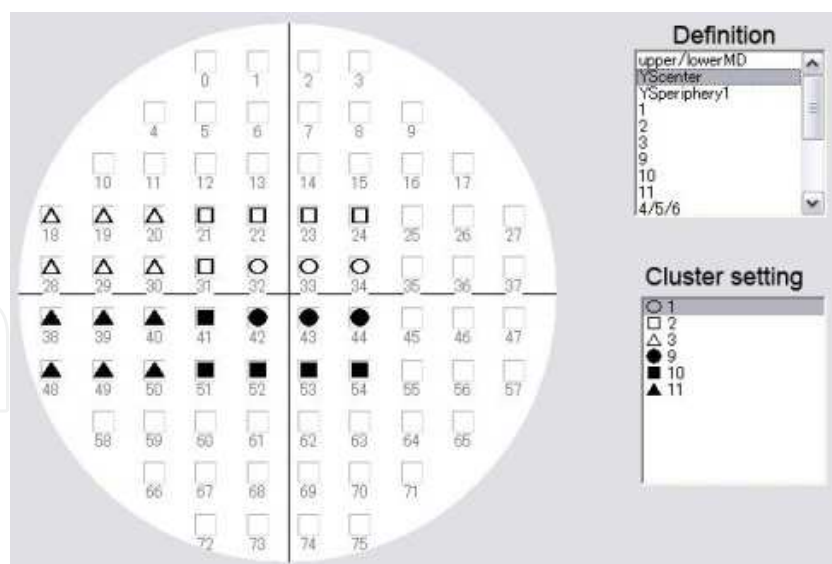 Definition
upper/lowerMD
YScenter
YSperiphery1
1
2
3
9
10
11
4/5/6
Cluster setting
1
2
3
9
10
11
0 1 2 3
4 5 6 7 8 9
10 11 12 13 14 15 16 17
18 19 20 21 22 23 24 25 26 27
28 29 30 31 32 33 34 35 36 37
38 39 40 41 42 43 44 45 46 47
48 49 50 51 52 53 54 55 56 57
58 59 60 61 62 63 64 65
66 67 68 69 70 71
72 73 74 75